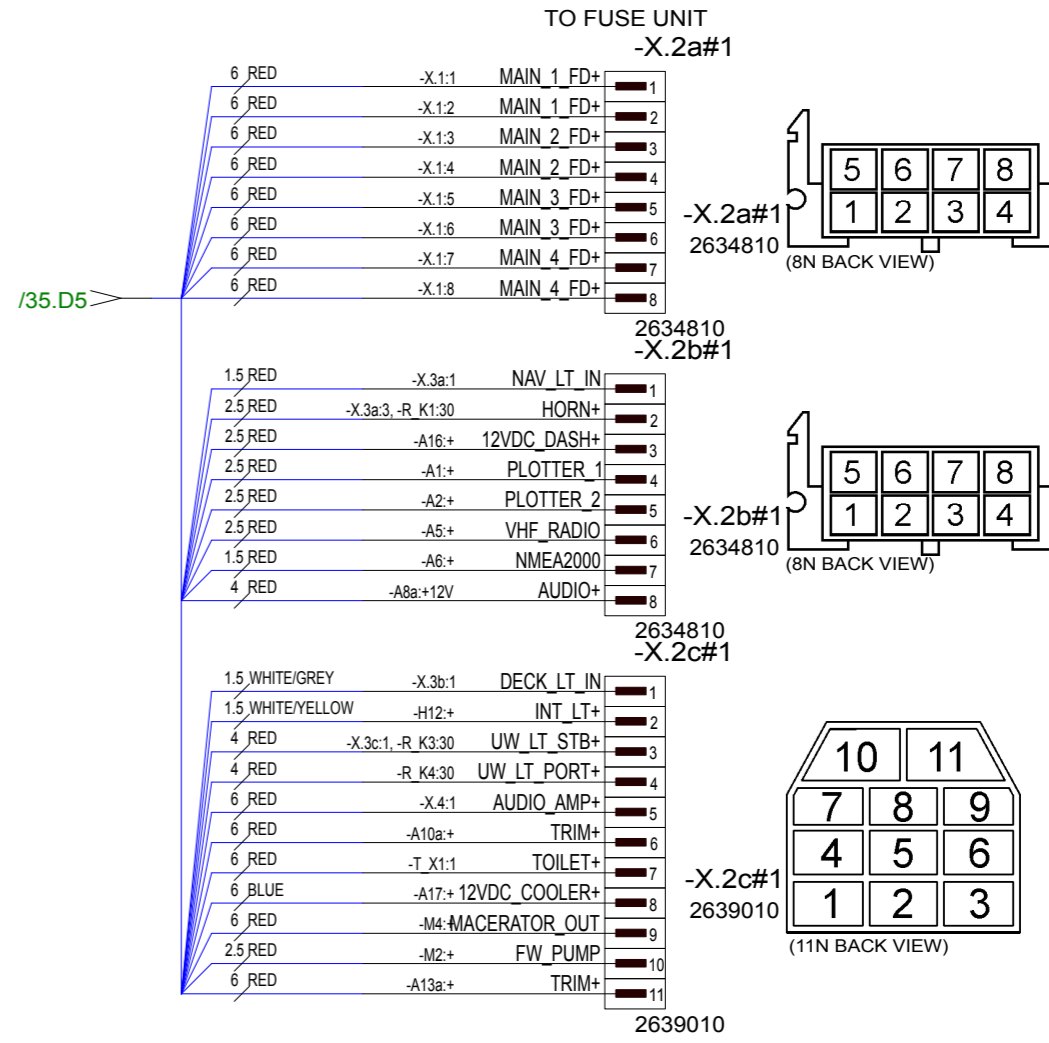 TO FUSE UNIT
-X.2a#1
6 RED -X.1:1 MAIN_1_FD+ 1
6 RED -X.1:2 MAIN_1_FD+ 2
6 RED -X.1:3 MAIN_2_FD+ 3
6 RED -X.1:4 MAIN_2_FD+ 4
6 RED -X.1:5 MAIN_3_FD+ 5
6 RED -X.1:6 MAIN_3_FD+ 6
6 RED -X.1:7 MAIN_4_FD+ 7
6 RED -X.1:8 MAIN_4_FD+ 8
2634810
/35.D5
5 6 7 8
1 2 3 4
-X.2a#1
2634810
(8N BACK VIEW)
-X.2b#1
1.5 RED -X.3a:1 NAV_LT_IN 1
2.5 RED -X.3a:3, -R_K1:30 HORN+ 2
2.5 RED -A16:+ 12VDC_DASH+ 3
2.5 RED -A1:+ PLOTTER_1 4
2.5 RED -A2:+ PLOTTER_2 5
2.5 RED -A5:+ VHF_RADIO 6
1.5 RED -A6:+ NMEA2000 7
4 RED -A8a:+12V AUDIO+ 8
2634810
5 6 7 8
1 2 3 4
-X.2b#1
2634810
(8N BACK VIEW)
-X.2c#1
1.5 WHITE/GREY -X.3b:1 DECK_LT_IN 1
1.5 WHITE/YELLOW -H12:+ INT_LT+ 2
4 RED -X.3c:1, -R_K3:30 UW_LT_STB+ 3
4 RED -R_K4:30 UW_LT_PORT+ 4
6 RED -X.4:1 AUDIO_AMP+ 5
6 RED -A10a:+ TRIM+ 6
6 RED -T_X1:1 TOILET+ 7
6 BLUE -A17:+ 12VDC_COOLER+ 8
6 RED -M4:+ MACERATOR_OUT 9
2.5 RED -M2:+ FW_PUMP 10
6 RED -A13a:+ TRIM+ 11
2639010
10 11
7 8 9
4 5 6
1 2 3
-X.2c#1
2639010
(11N BACK VIEW)